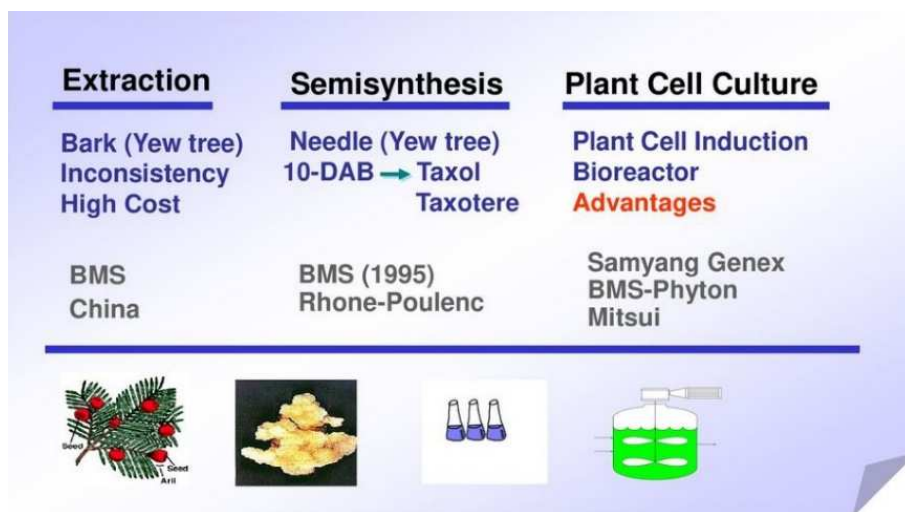 Extraction
Bark (Yew tree)
Inconsistency
High Cost
BMS
China
Semisynthesis
Needle (Yew tree)
10-DAB → Taxol
Taxotere
BMS (1995)
Rhone-Poulenc
Plant Cell Culture
Plant Cell Induction
Bioreactor
Advantages
Samyang Genex
BMS-Phyton
Mitsui
Seed
Seed
Aril